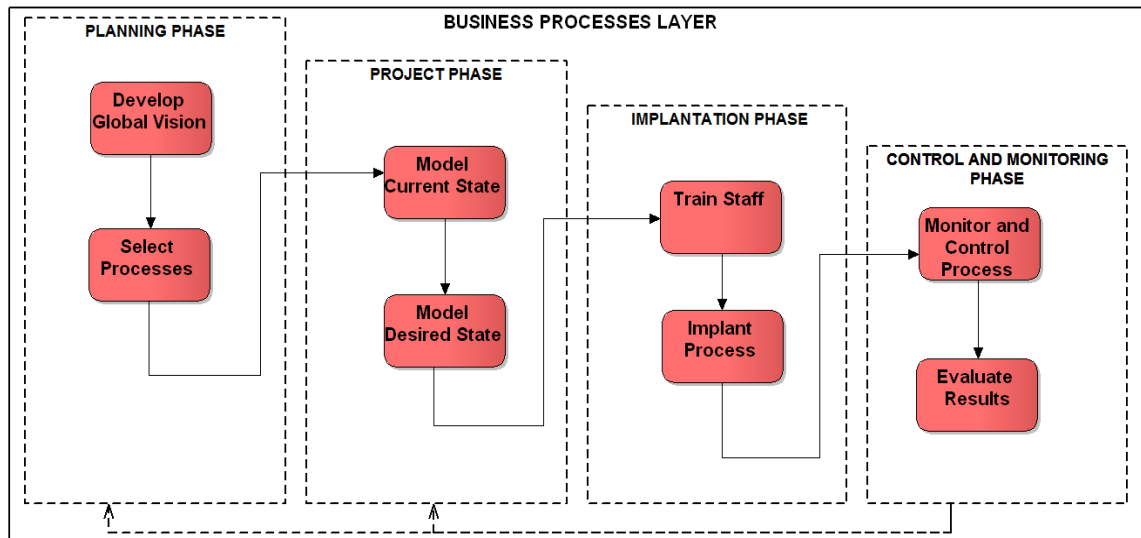 BUSINESS PROCESSES LAYER
PLANNING PHASE
Develop
Global Vision
Select
Processes
PROJECT PHASE
Model
Current State
Model
Desired State
IMPLANTATION PHASE
Train Staff
Implant
Process
CONTROL AND MONITORING
PHASE
Monitor and
Control
Process
Evaluate
Results